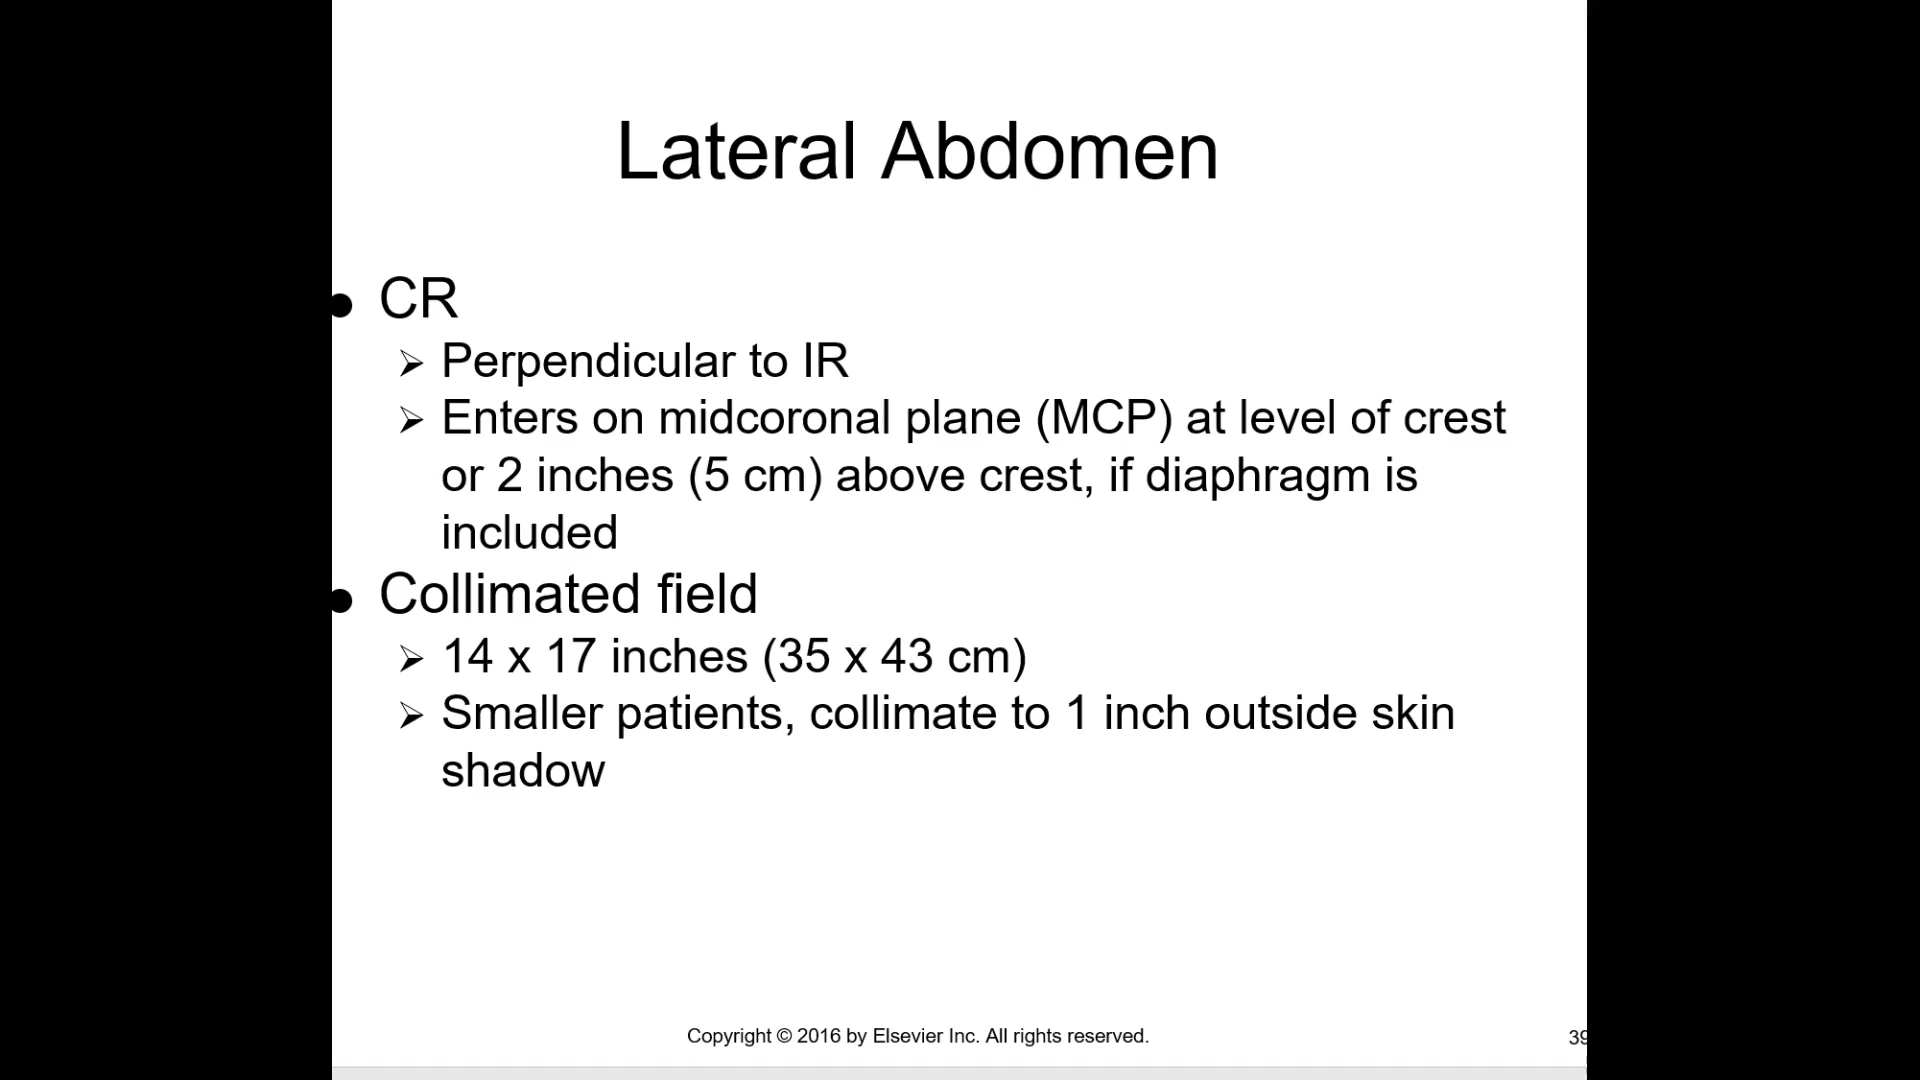 Lateral Abdomen
• CR
➢ Perpendicular to IR
➢ Enters on midcoronal plane (MCP) at level of crest
or 2 inches (5 cm) above crest, if diaphragm is
included
• Collimated field
➢ 14 x 17 inches (35 x 43 cm)
➢ Smaller patients, collimate to 1 inch outside skin
shadow
Copyright © 2016 by Elsevier Inc. All rights reserved.
39